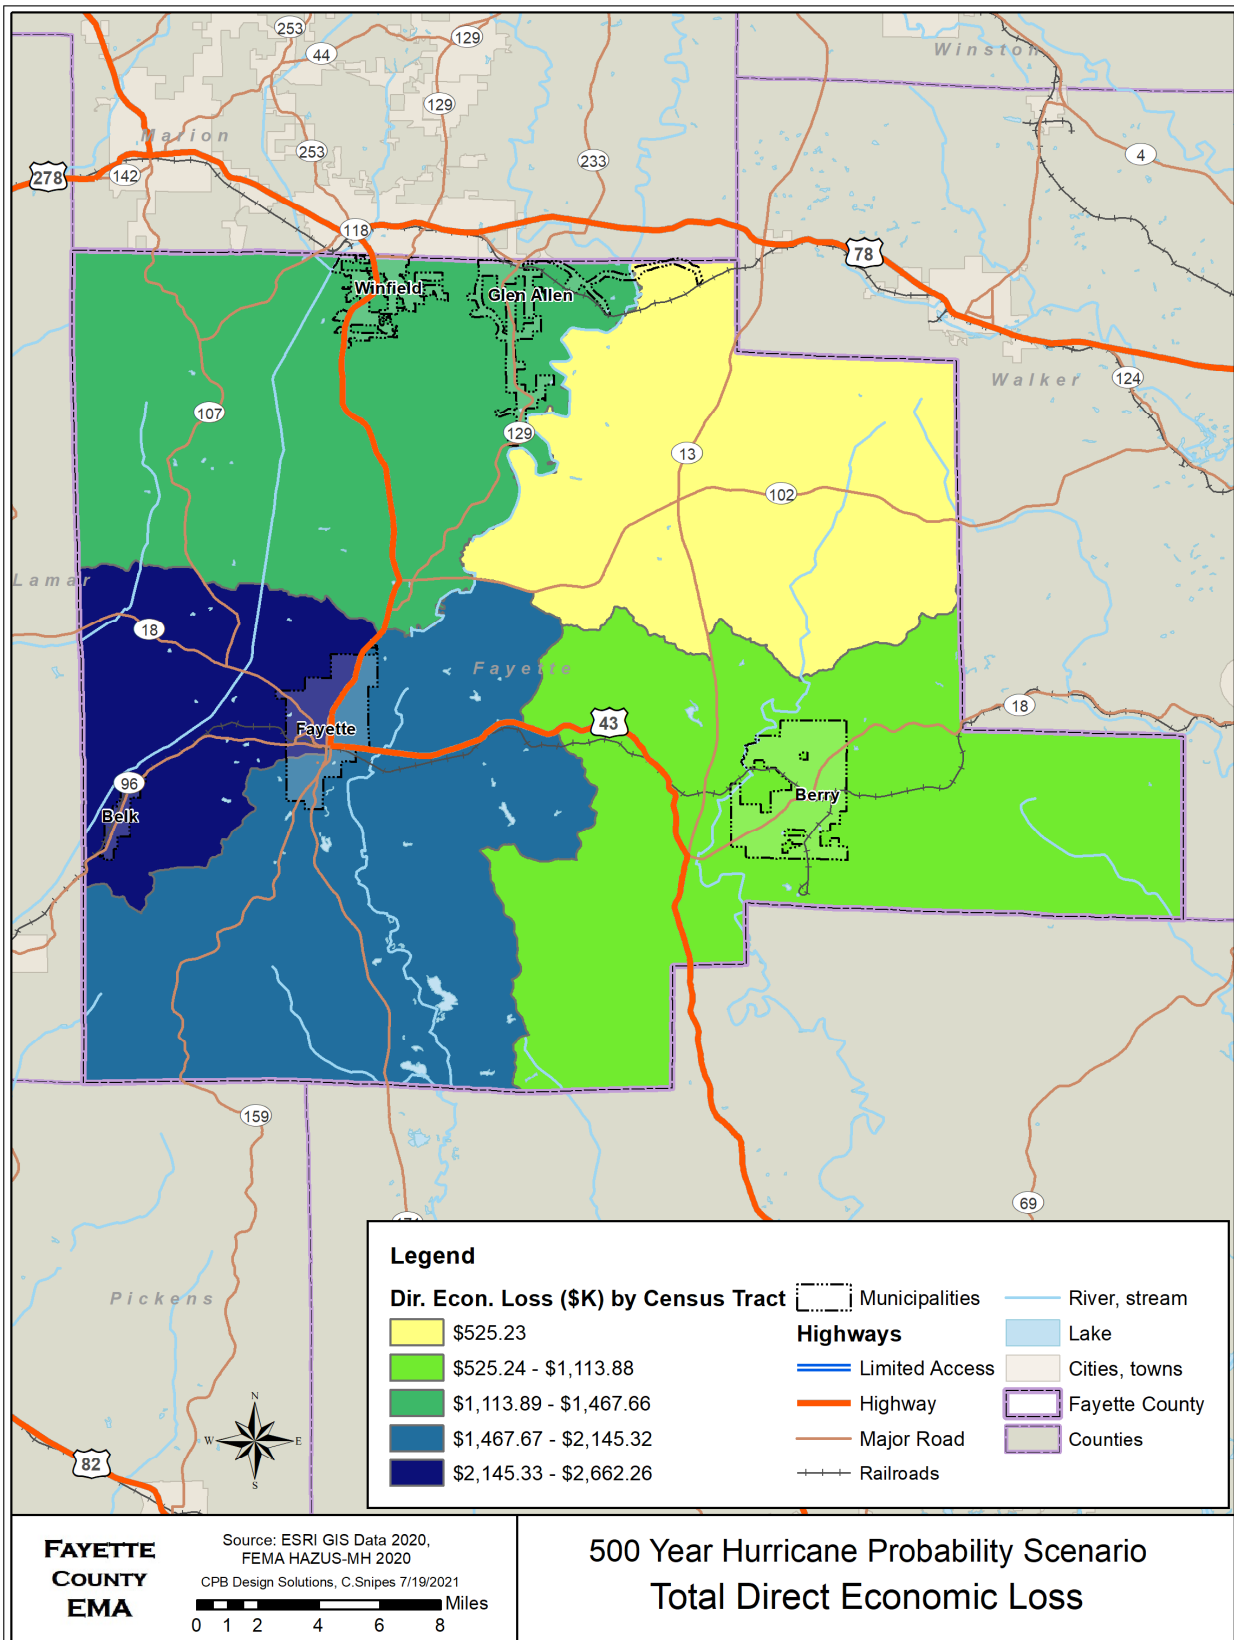 253
44
129
129
253
233
Winston
4
Marion
278
142
118
78
Winfield
Glen Allen
Walker
124
107
129
13
102
Lamar
18
Fayette
Fayette
43
18
96
Belk
Berry
159
69
Pickens
82
N
W E
S
Legend
Dir. Econ. Loss ($K) by Census Tract
$525.23
$525.24 - $1,113.88
$1,113.89 - $1,467.66
$1,467.67 - $2,145.32
$2,145.33 - $2,662.26
Municipalities
Highways
Limited Access
Highway
Major Road
Railroads
River, stream
Lake
Cities, towns
Fayette County
Counties
FAYETTE
COUNTY
EMA
Source: ESRI GIS Data 2020,
FEMA HAZUS-MH 2020
CPB Design Solutions, C.Snipes 7/19/2021
Miles
0 1 2 4 6 8
500 Year Hurricane Probability Scenario
Total Direct Economic Loss